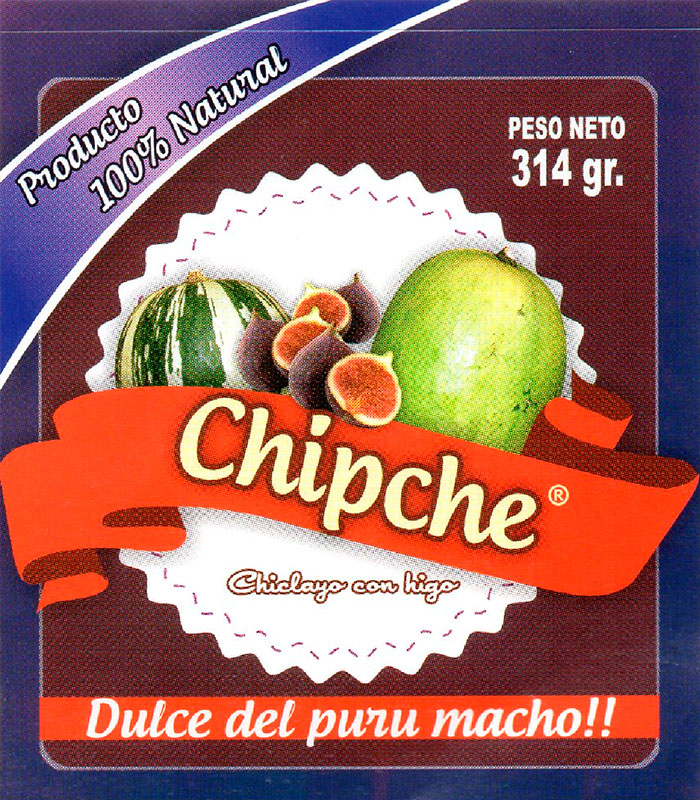 Producto
100% Natural
PESO NETO
314 gr.
Chipche®
Chiclayo con higo
Dulce del puru macho!!